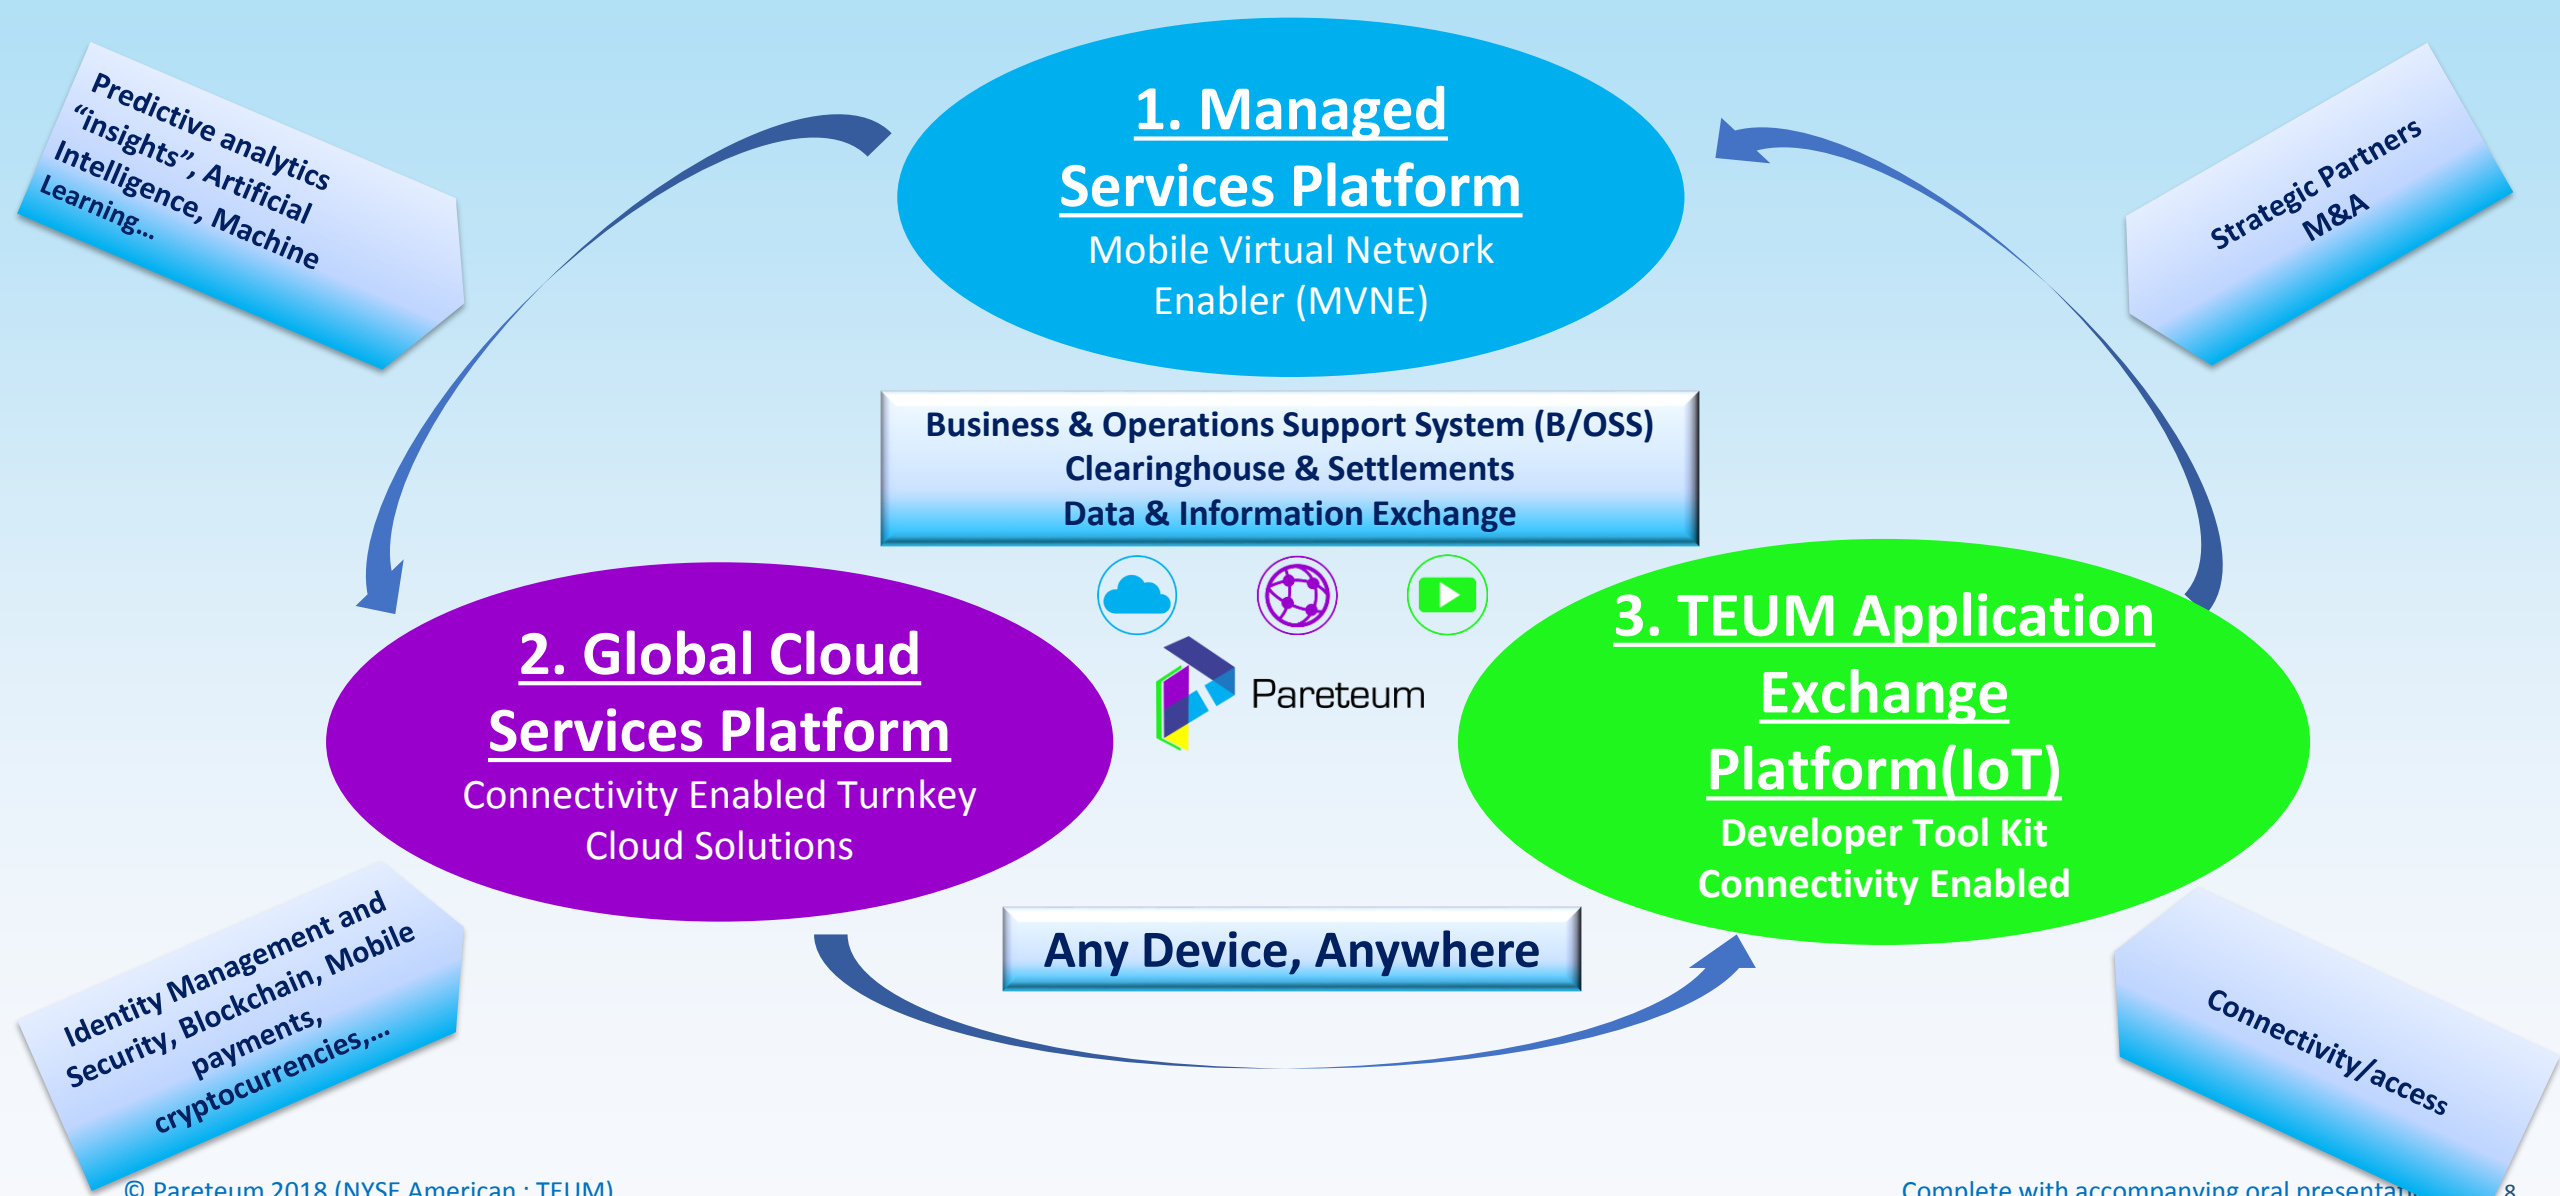 Predictive analytics
“insights”, Artificial
Intelligence, Machine
Learning...
1. Managed
Services Platform
Mobile Virtual Network
Enabler (MVNE)
Strategic Partners
M&A
Business & Operations Support System (B/OSS)
Clearinghouse & Settlements
Data & Information Exchange
2. Global Cloud
Services Platform
Connectivity Enabled Turnkey
Cloud Solutions
Pareteum
3. TEUM Application
Exchange
Platform(IoT)
Developer Tool Kit
Connectivity Enabled
Any Device, Anywhere
Identity Management and
Security, Blockchain, Mobile
payments,
cryptocurrencies,...
Connectivity/access
© Pareteum 2018 (NYSE American : TEUM)
Complete with accompanying oral
8